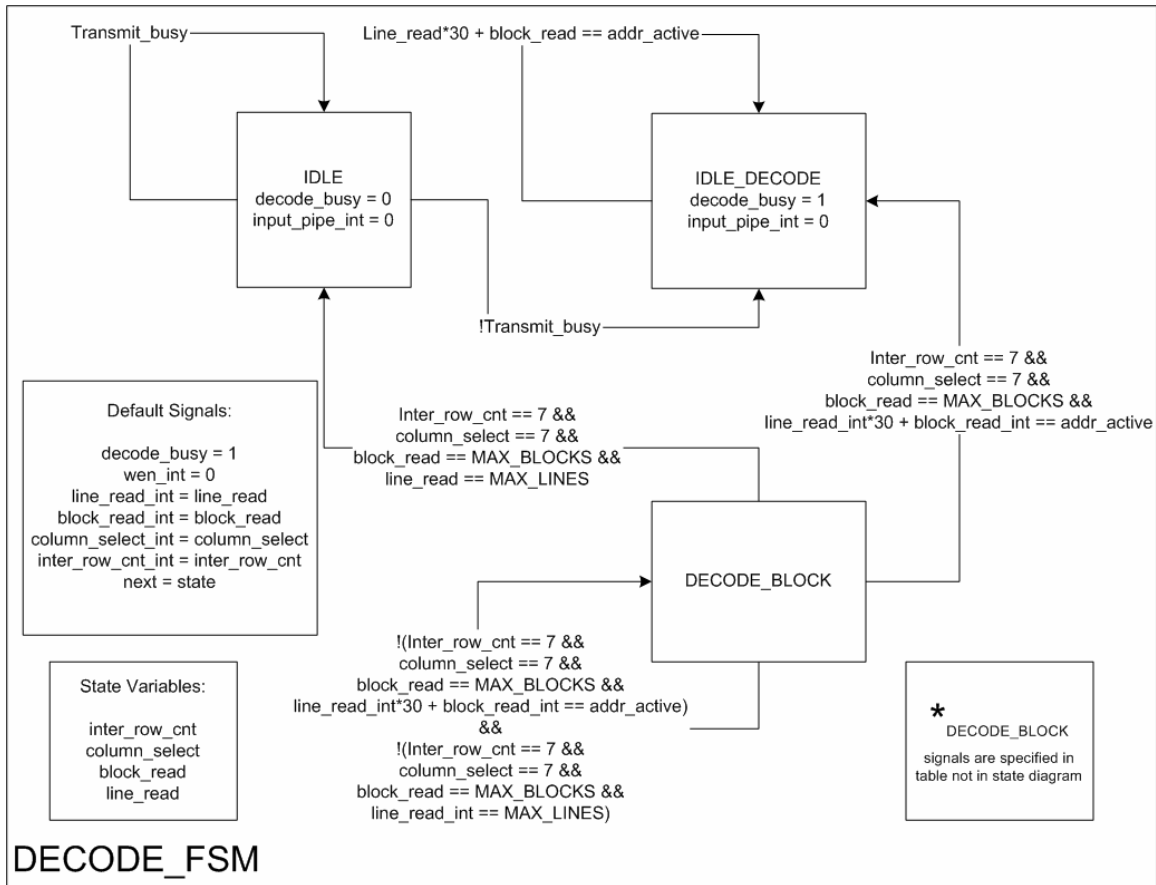 Transmit_busy
Line_read*30 + block_read == addr_active
IDLE
decode_busy = 0
input_pipe_int = 0
IDLE_DECODE
decode_busy = 1
input_pipe_int = 0
!Transmit_busy
Inter_row_cnt == 7 &&
column_select == 7 &&
block_read == MAX_BLOCKS &&
line_read_int*30 + block_read_int == addr_active
Default Signals:
decode_busy = 1
wen_int = 0
line_read_int = line_read
block_read_int = block_read
column_select_int = column_select
inter_row_cnt_int = inter_row_cnt
next = state
Inter_row_cnt == 7 &&
column_select == 7 &&
block_read == MAX_BLOCKS &&
line_read == MAX_LINES
DECODE_BLOCK
!(Inter_row_cnt == 7 &&
column_select == 7 &&
block_read == MAX_BLOCKS &&
line_read_int*30 + block_read_int == addr_active)
&&
!(Inter_row_cnt == 7 &&
column_select == 7 &&
block_read == MAX_BLOCKS &&
line_read_int == MAX_LINES)
State Variables:
inter_row_cnt
column_select
block_read
line_read
*
DECODE_BLOCK
signals are specified in
table not in state diagram
DECODE_FSM